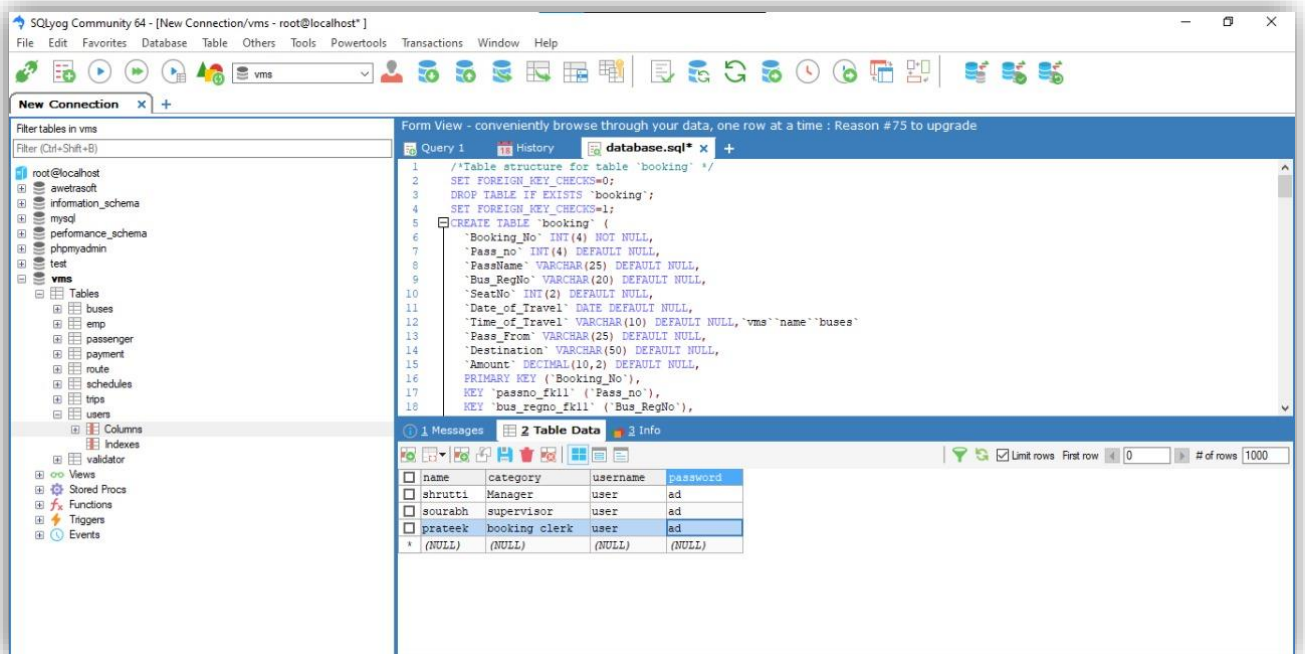 SQLyog Community 64 - [New Connection/vms - root@localhost* ]
File Edit Favorites Database Table Others Tools Powertools Transactions Window Help
vms
New Connection x +
Filter tables in vms
Filter (Ctrl+Shift+B)
root@localhost
awetrasoft
information_schema
mysql
performance_schema
phpmyadmin
test
vms
Tables
buses
emp
passenger
payment
route
schedules
trips
users
Columns
Indexes
validator
Views
Stored Procs
Functions
Triggers
Events
Form View - conveniently browse through your data, one row at a time : Reason #75 to upgrade
Query 1 History database.sql* x +
1 /*Table structure for table `booking` */
2 SET FOREIGN_KEY_CHECKS=0;
3 DROP TABLE IF EXISTS `booking`;
4 SET FOREIGN_KEY_CHECKS=1;
5 CREATE TABLE `booking` (
6 `Booking_No` INT(4) NOT NULL,
7 `Pass_no` INT(4) DEFAULT NULL,
8 `PassName` VARCHAR(25) DEFAULT NULL,
9 `Bus_RegNo` VARCHAR(20) DEFAULT NULL,
10 `SeatNo` INT(2) DEFAULT NULL,
11 `Date_of_Travel` DATE DEFAULT NULL,
12 `Time_of_Travel` VARCHAR(10) DEFAULT NULL,`vms``name``buses`
13 `Pass_From` VARCHAR(25) DEFAULT NULL,
14 `Destination` VARCHAR(50) DEFAULT NULL,
15 `Amount` DECIMAL(10,2) DEFAULT NULL,
16 PRIMARY KEY (`Booking_No`),
17 KEY `passno_fk11` (`Pass_no`),
18 KEY `bus_regno_fk11` (`Bus_RegNo`),
1 Messages 2 Table Data 3 Info
Limit rows First row 0 # of rows 1000
name category username password
shrutti Manager user ad
sourabh supervisor user ad
prateek booking clerk user ad
* (NULL) (NULL) (NULL) (NULL)